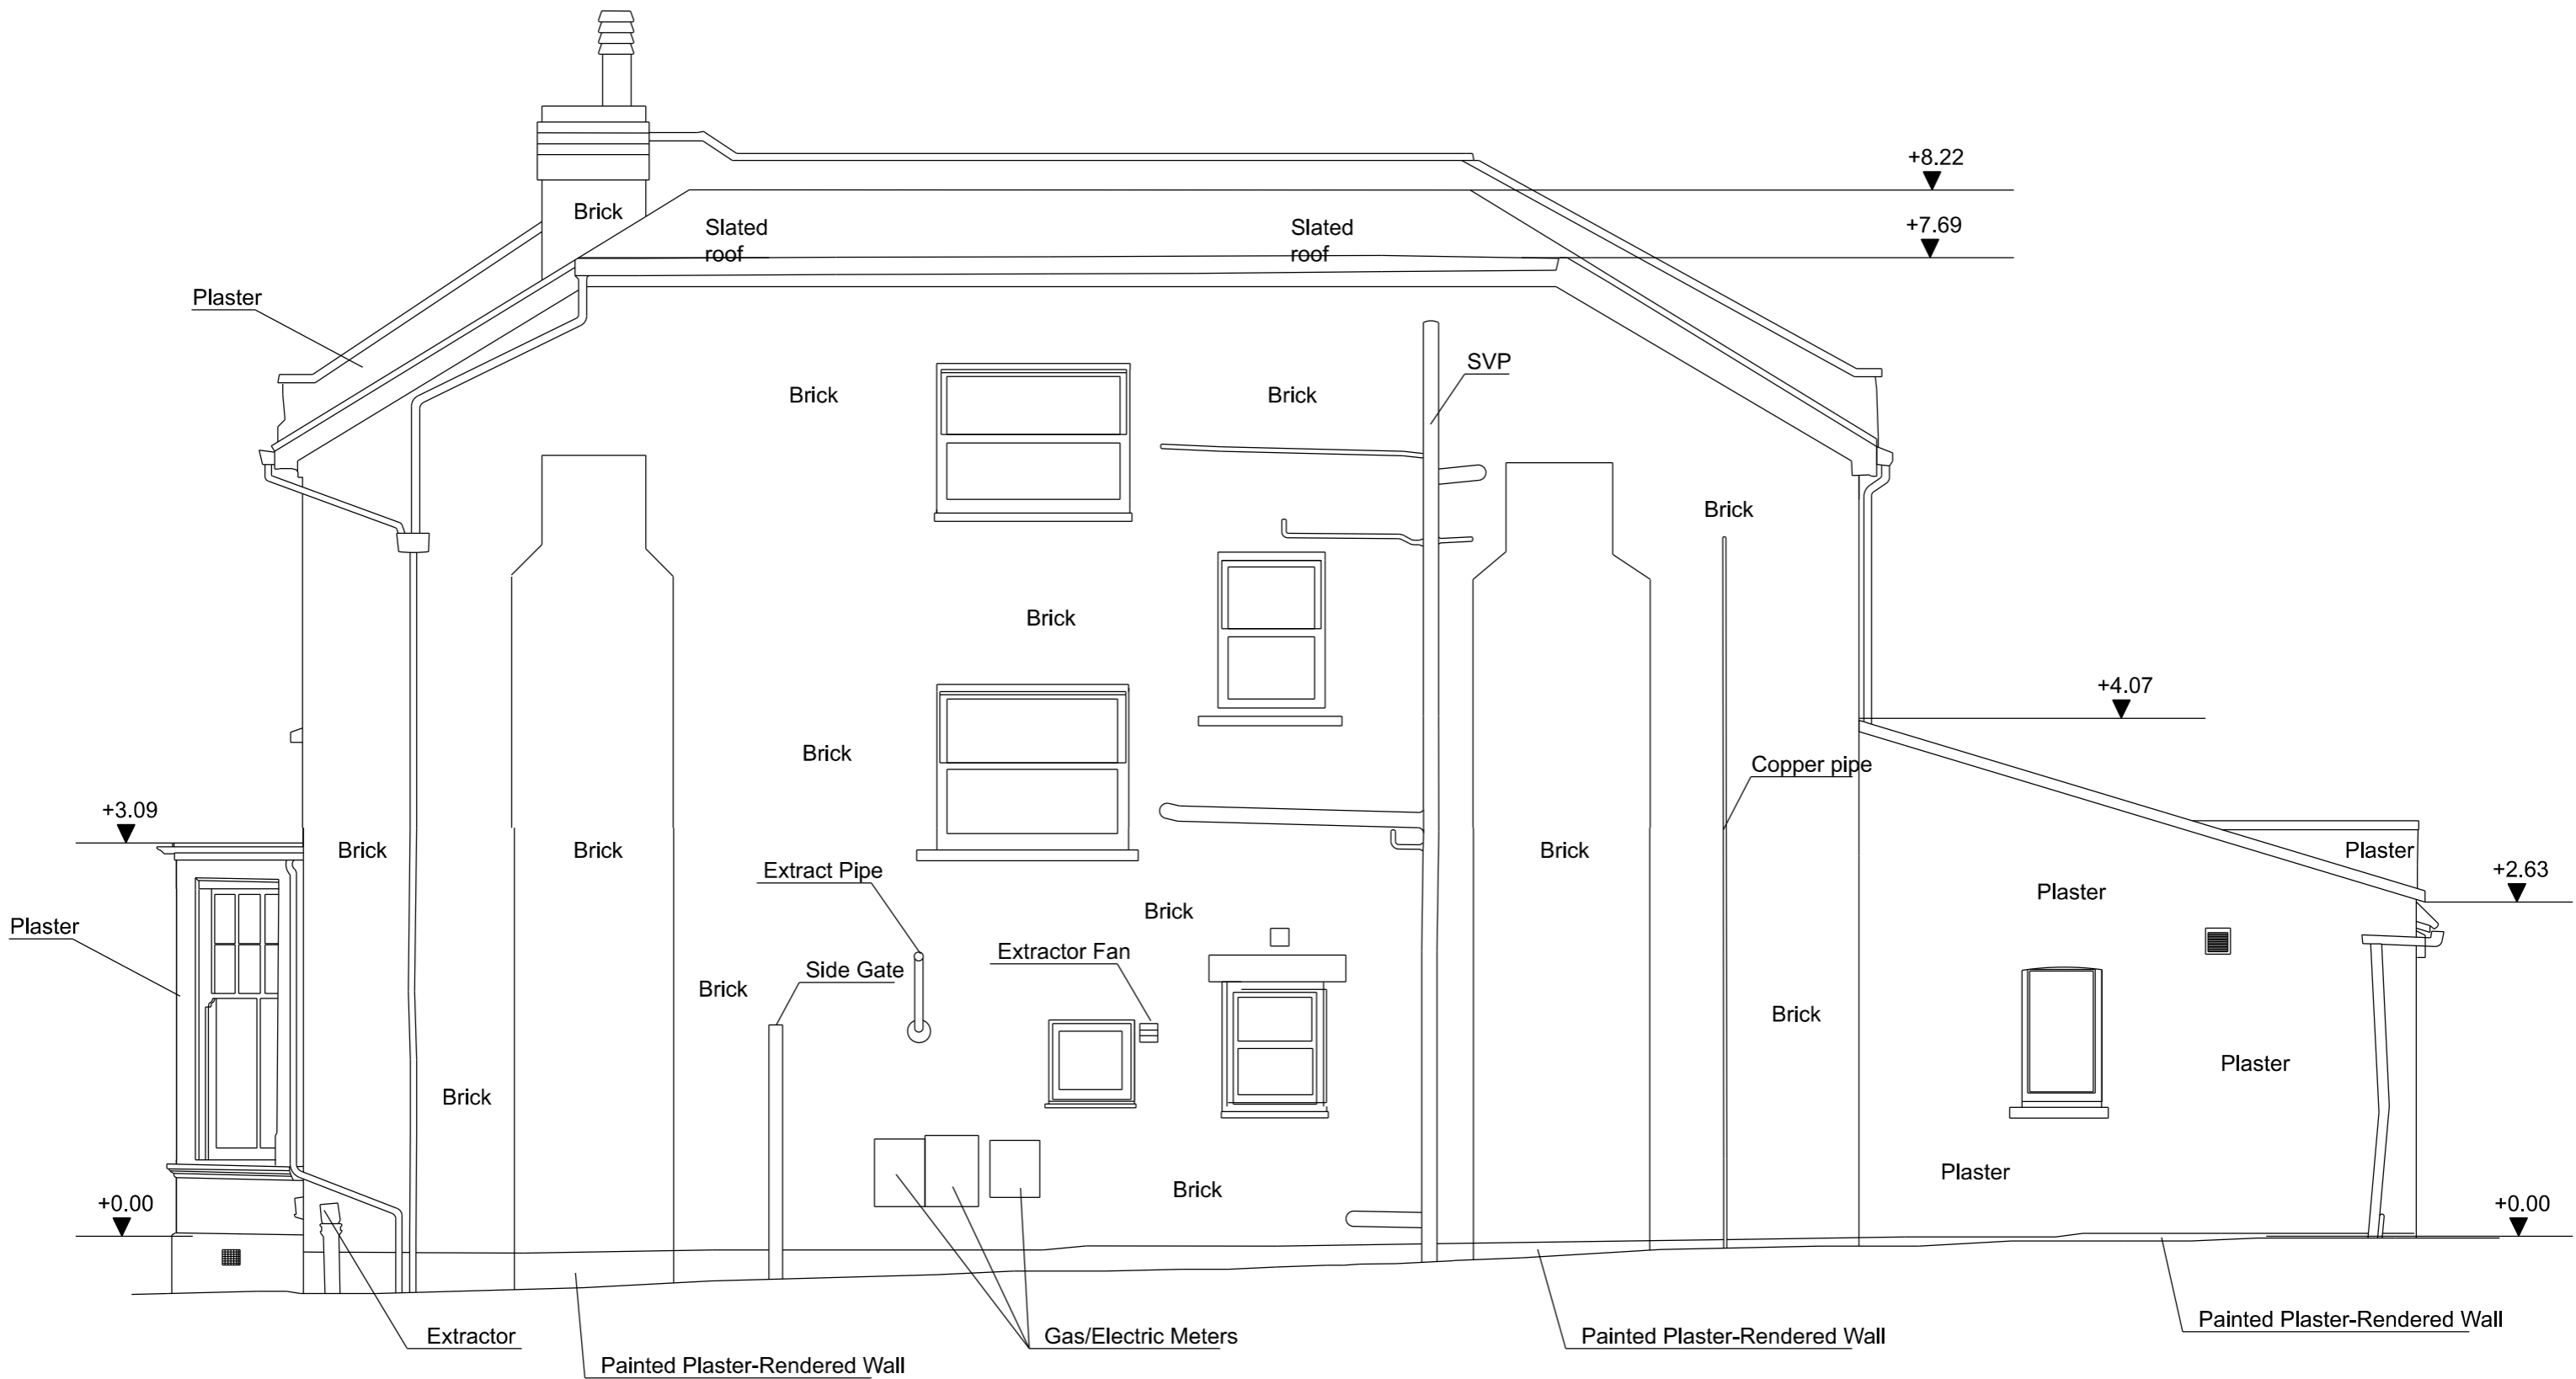 +8.22
Brick
Slated
roof
Slated
roof
+7.69
Plaster
SVP
Brick
Brick
Brick
Brick
+4.07
Brick
Copper pipe
+3.09
Brick
Brick
Brick
Plaster
Extract Pipe
+2.63
Plaster
Brick
Plaster
Extractor Fan
Side Gate
Brick
Brick
Plaster
Brick
Plaster
Brick
+0.00
+0.00
Extractor
Gas/Electric Meters
Painted Plaster-Rendered Wall
Painted Plaster-Rendered Wall
Painted Plaster-Rendered Wall